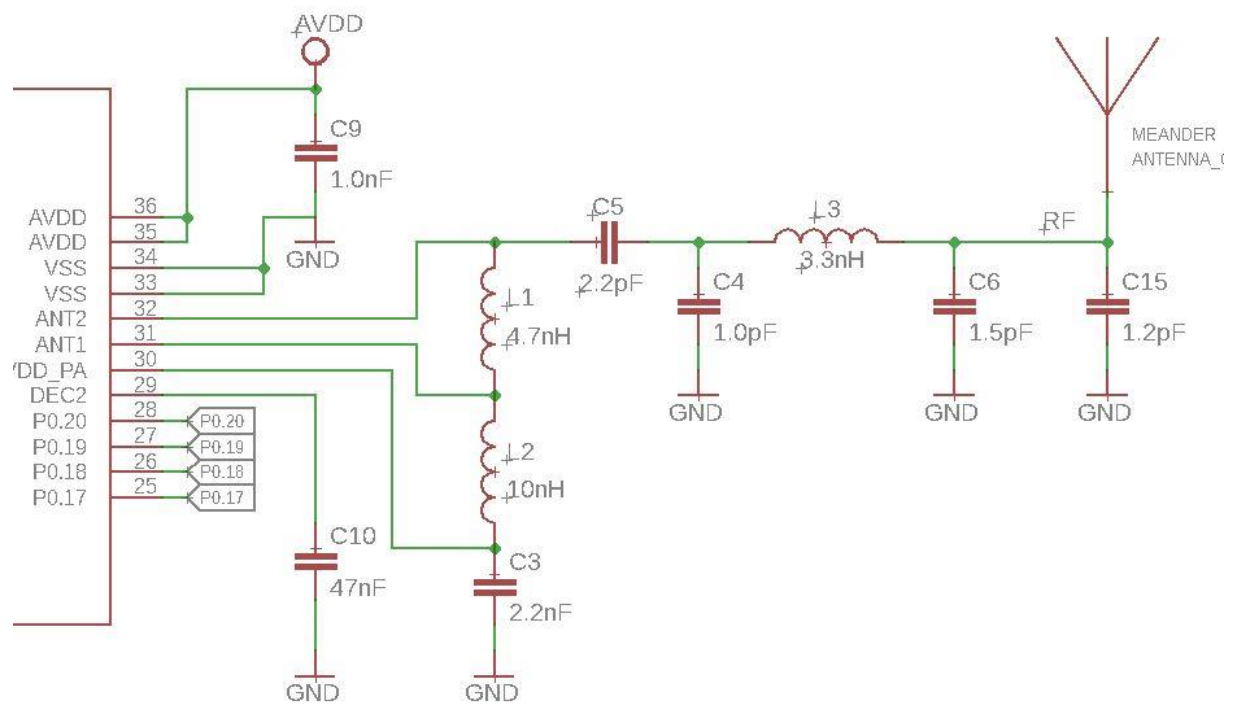 AVDD
C9
1.0nF
GND
AVDD 36
AVDD 35
VSS 34
VSS 33
ANT2 32
ANT1 31
VDD_PA 30
DEC2 29
P0.20 28 P0.20
P0.19 27 P0.19
P0.18 26 P0.18
P0.17 25 P0.17
C10
47nF
GND
L1
4.7nH
L2
10nH
C3
2.2nF
GND
C5
2.2pF
C4
1.0pF
GND
L3
3.3nH
C6
1.5pF
GND
RF
C15
1.2pF
GND
MEANDER
ANTENNA_